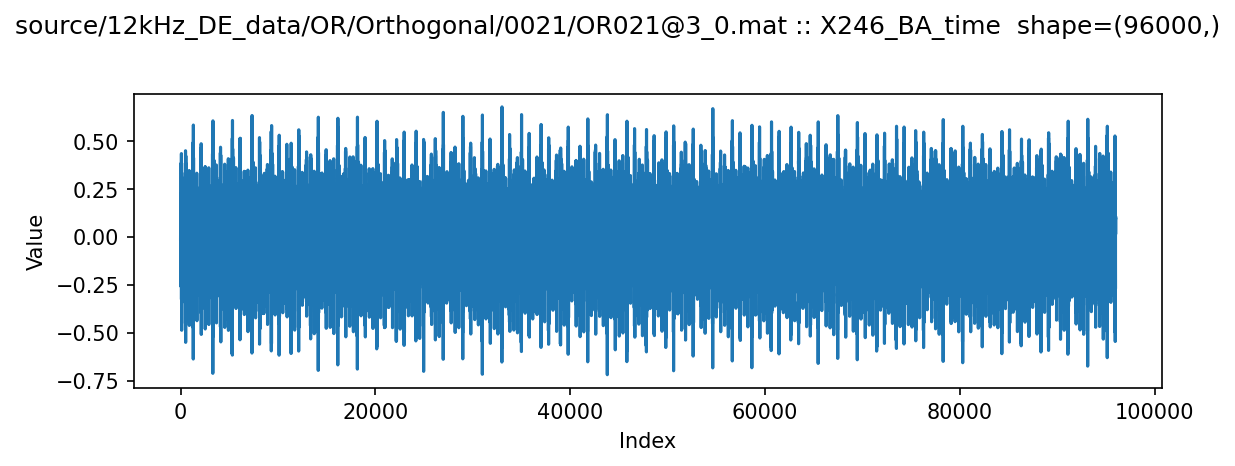 source/12kHz_DE_data/OR/Orthogonal/0021/OR021@3_0.mat :: X246_BA_time  shape=(96000,)
0.50
0.25
0.00
−0.25
−0.50
−0.75
Value
0 20000 40000 60000 80000 100000
Index